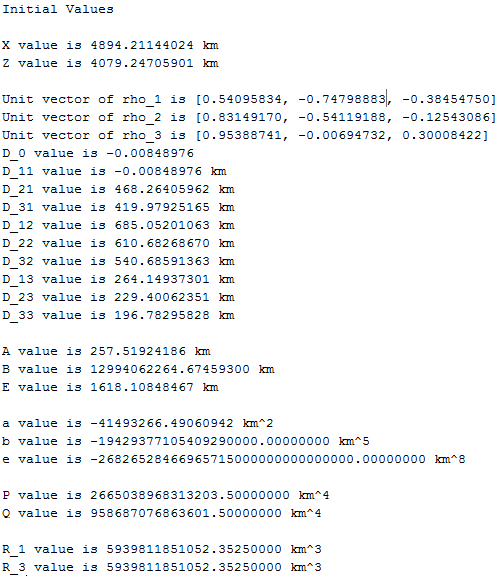 Initial Values
X value is 4894.21144024 km
Z value is 4079.24705901 km
Unit vector of rho_1 is [0.54095834, -0.74798883, -0.38454750]
Unit vector of rho_2 is [0.83149170, -0.54119188, -0.12543086]
Unit vector of rho_3 is [0.95388741, -0.00694732, 0.30008422]
D_0 value is -0.00848976
D_11 value is -0.00848976 km
D_21 value is 468.26405962 km
D_31 value is 419.97925165 km
D_12 value is 685.05201063 km
D_22 value is 610.68268670 km
D_32 value is 540.68591363 km
D_13 value is 264.14937301 km
D_23 value is 229.40062351 km
D_33 value is 196.78295828 km
A value is 257.51924186 km
B value is 12994062264.67459300 km
E value is 1618.10848467 km
a value is -41493266.49060942 km^2
b value is -19429377105409290000.00000000 km^5
e value is -2682652846696571500000000000000.00000000 km^8
P value is 2665038968313203.50000000 km^4
Q value is 958687076863601.50000000 km^4
R_1 value is 5939811851052.35250000 km^3
R_3 value is 5939811851052.35250000 km^3